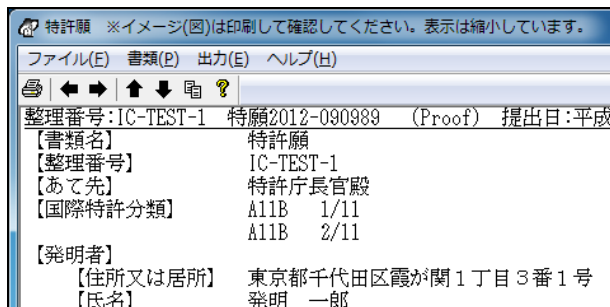 特許願 ※イメージ(図)は印刷して確認してください。表示は縮小しています。
ファイル(F) 書類(P) 出力(E) ヘルプ(H)
整理番号:IC-TEST-1 特願2012-090989 (Proof) 提出日:平成
【書類名】 特許願
【整理番号】 IC-TEST-1
【あて先】 特許庁長官殿
【国際特許分類】 A11B 1/11
A11B 2/11
【発明者】
【住所又は居所】 東京都千代田区霞が関1丁目3番1号
【氏名】 発明 一郎